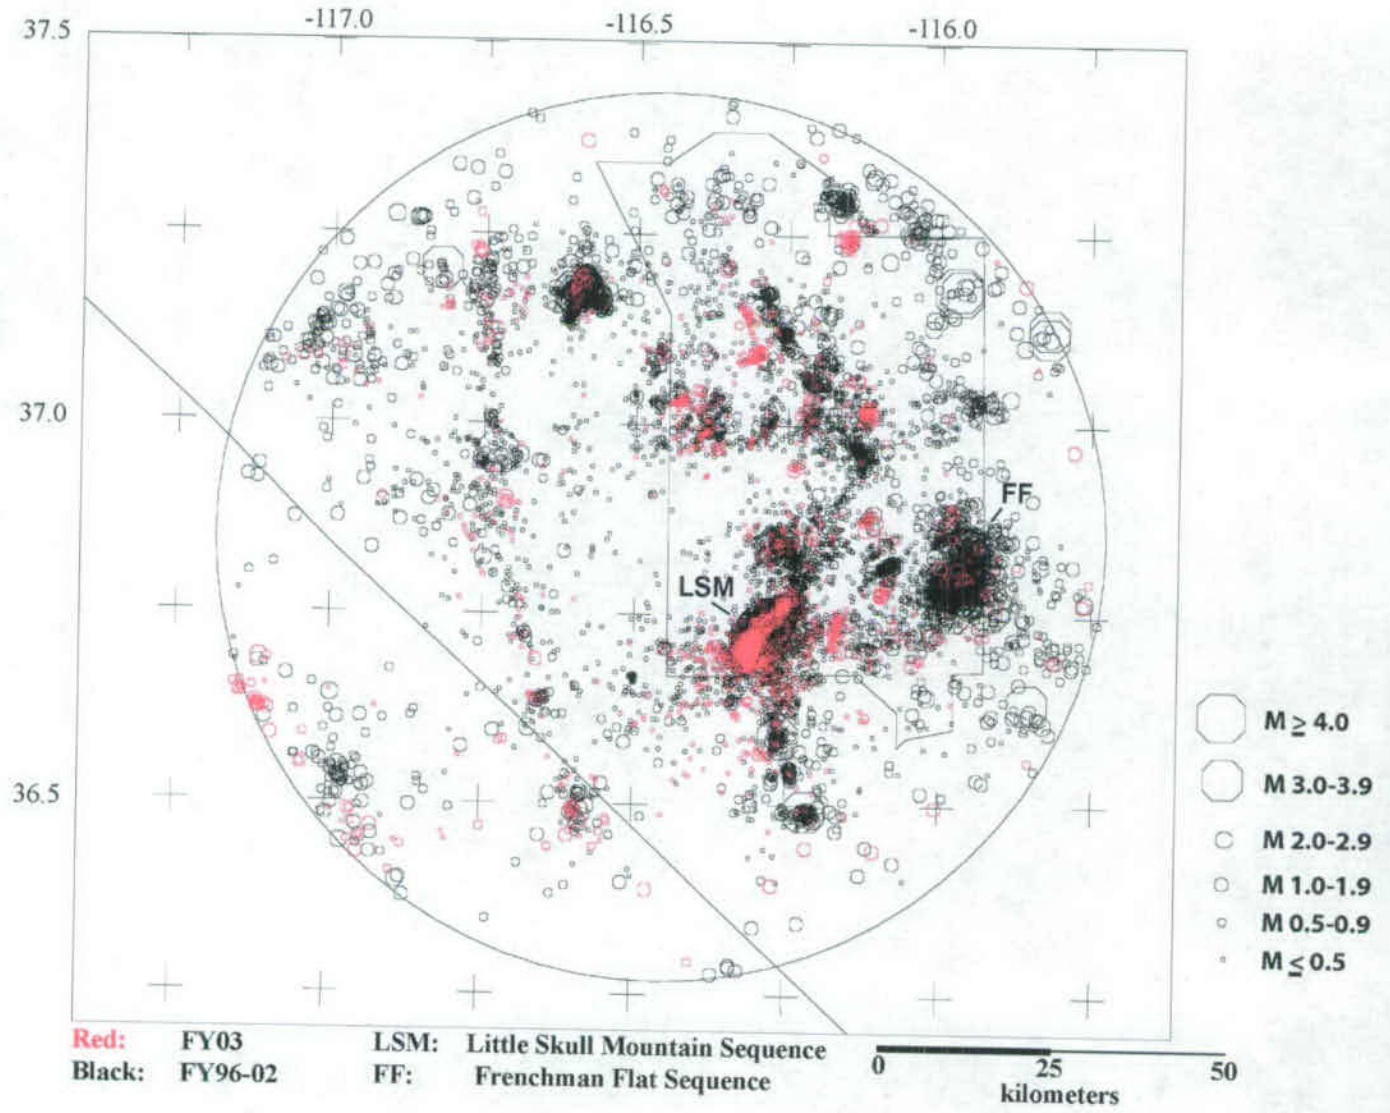 -117.0 -116.5 -116.0
37.5
37.0
36.5
FF
LSM
M ≥ 4.0
M 3.0-3.9
M 2.0-2.9
M 1.0-1.9
M 0.5-0.9
M ≤ 0.5
Red: FY03 LSM: Little Skull Mountain Sequence
Black: FY96-02 FF: Frenchman Flat Sequence
0 25 50
kilometers